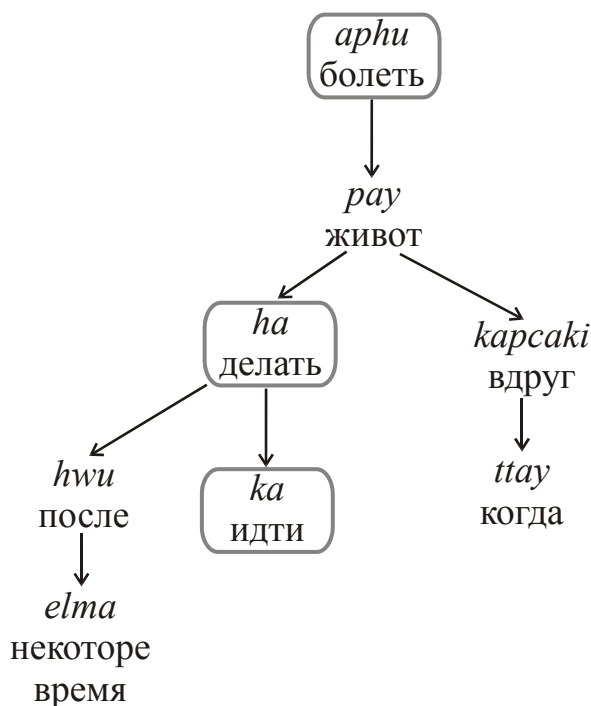 aphu
болеть
pay
живот
ha
делать
kapcaki
вдруг
hwu
после
ka
идти
ttay
когда
elma
некоторе
время